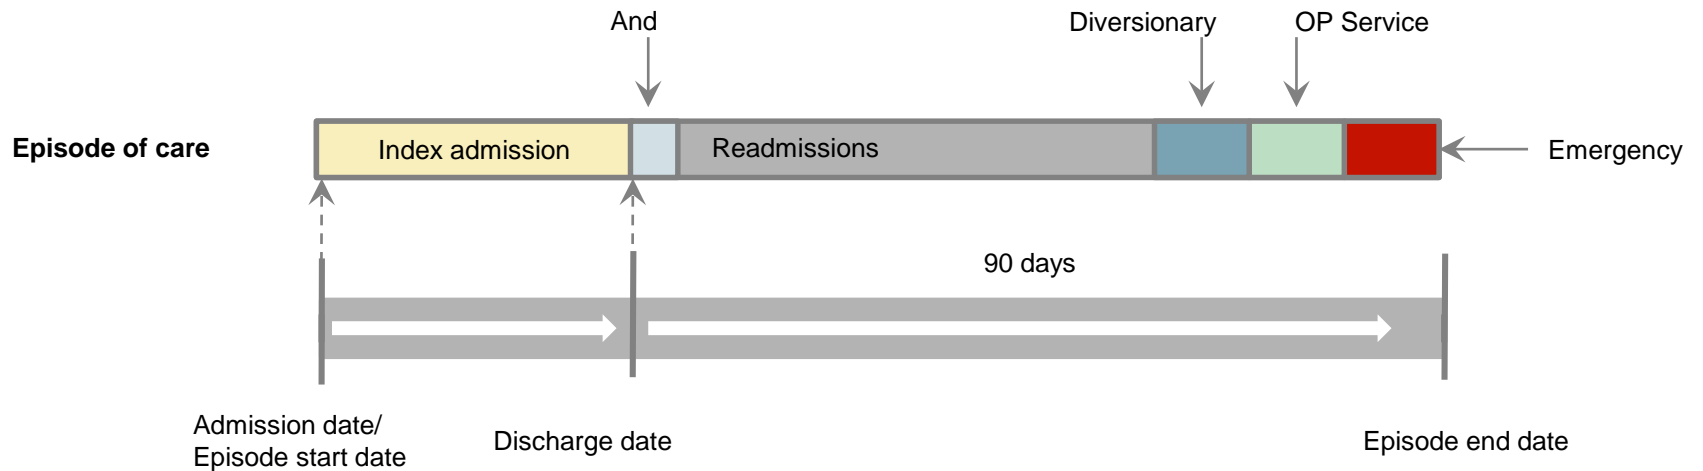 And
Diversionary
OP Service
Episode of care
Index admission
Readmissions
Emergency
90 days
Admission date/
Episode start date
Discharge date
Episode end date